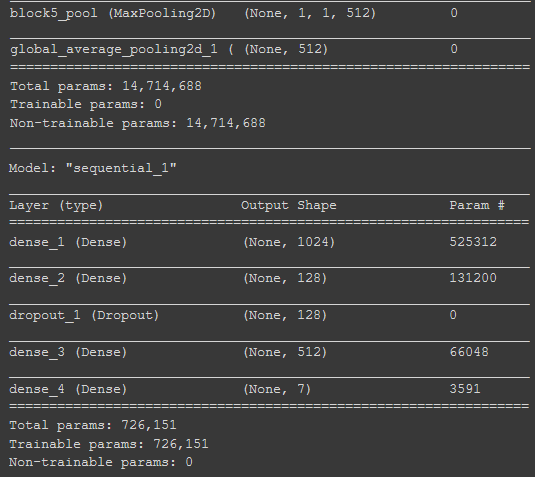 block5_pool (MaxPooling2D) (None, 1, 1, 512) 0
global_average_pooling2d_1 ( (None, 512) 0
=================================================================
Total params: 14,714,688
Trainable params: 0
Non-trainable params: 14,714,688
Model: "sequential_1"
Layer (type) Output Shape Param #
=================================================================
dense_1 (Dense) (None, 1024) 525312
dense_2 (Dense) (None, 128) 131200
dropout_1 (Dropout) (None, 128) 0
dense_3 (Dense) (None, 512) 66048
dense_4 (Dense) (None, 7) 3591
=================================================================
Total params: 726,151
Trainable params: 726,151
Non-trainable params: 0